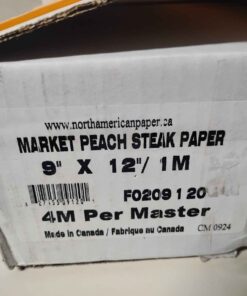 www.northamericanpaper.ca
MARKET PEACH STEAK PAPER
9" X 12"/ 1M
F0209 1 20
4M Per Master
Made in Canada / Fabrique au Canada
CM 0924